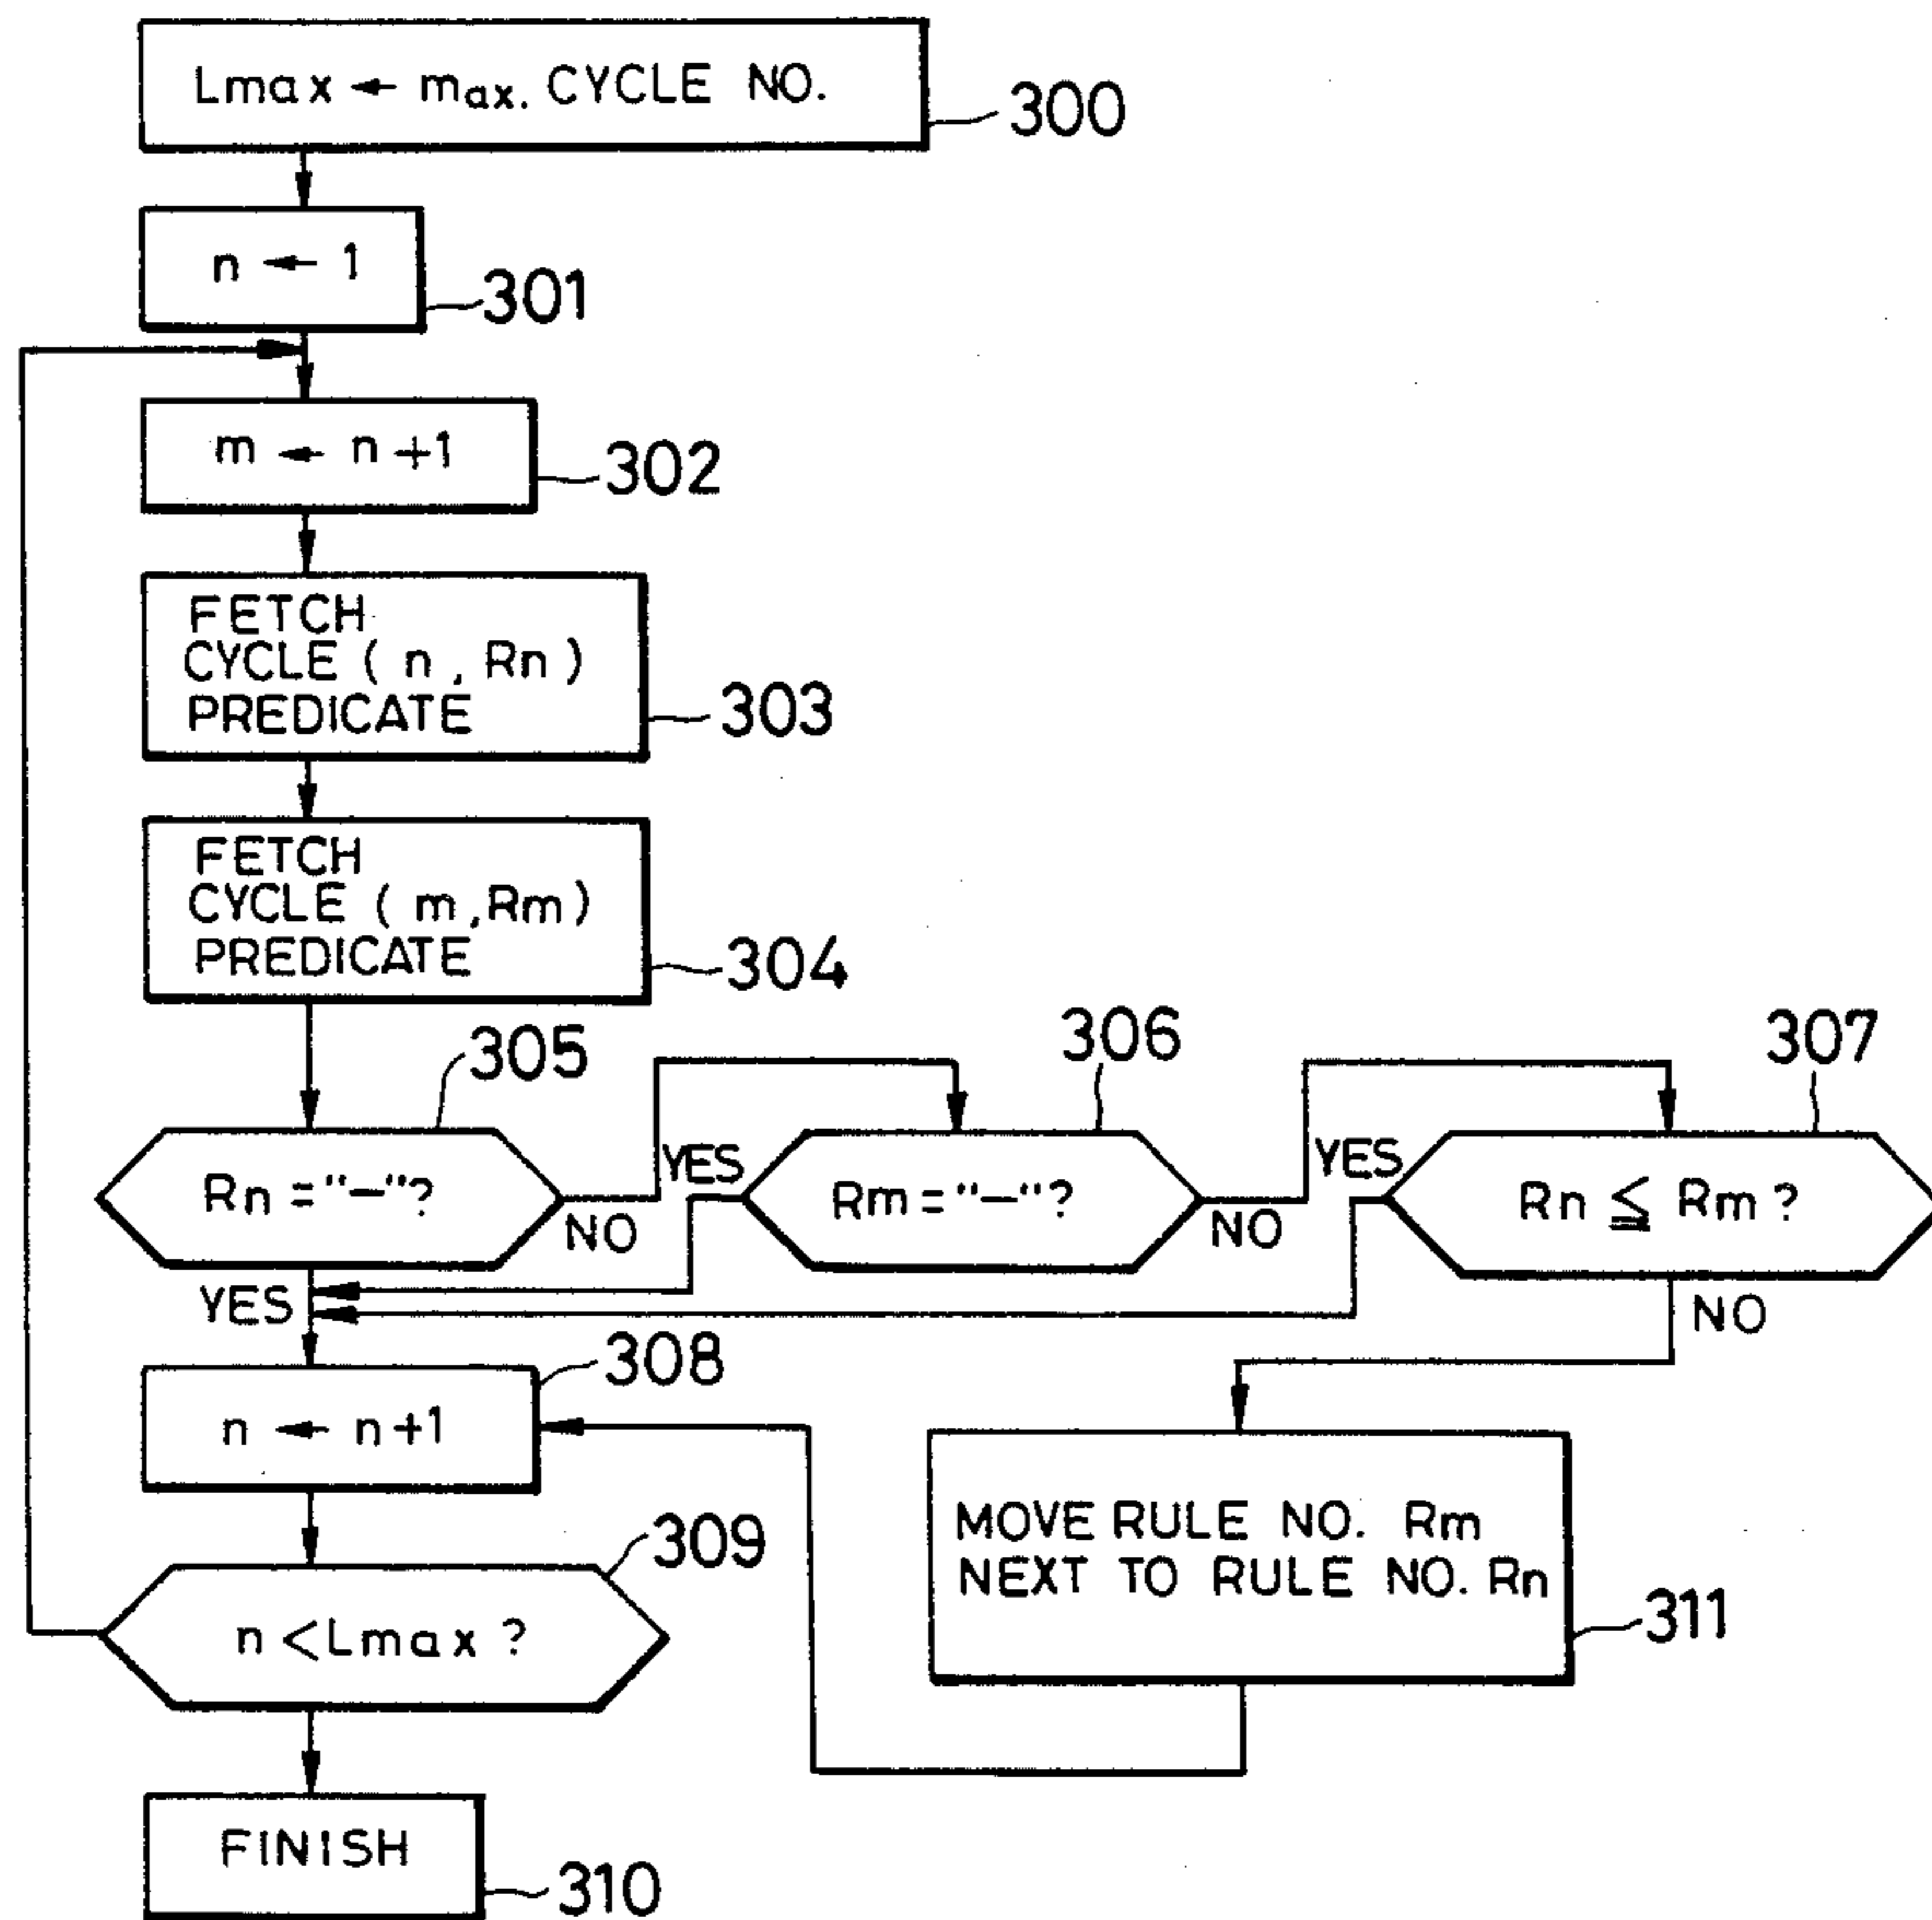 Lmax ← max. CYCLE NO.
300
n ← 1
301
m ← n+1
302
FETCH
CYCLE ( n , Rn )
PREDICATE
303
FETCH
CYCLE ( m , Rm )
PREDICATE
304
305
306
307
Rn = "—" ?
NO
YES
Rm = "—" ?
NO
YES
Rn ≦ Rm ?
NO
YES
308
n ← n+1
MOVE RULE NO. Rm
NEXT TO RULE NO. Rn
311
309
n < Lmax ?
FINISH
310